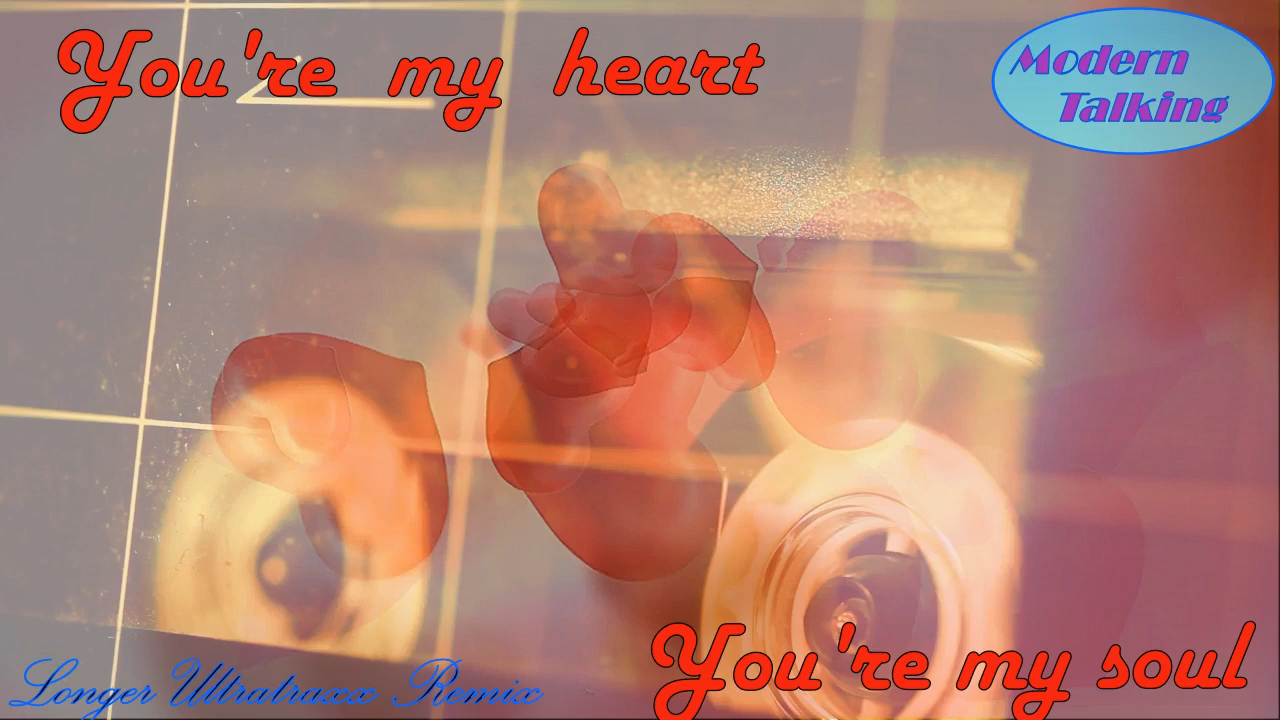 You're my heart
Modern
Talking
You're my soul
Longer Ultratraxx Remix